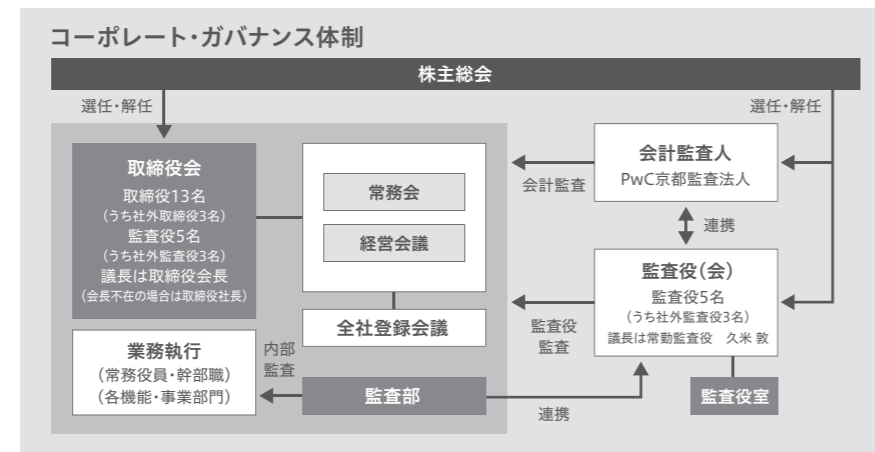 コーポレート・ガバナンス体制
株主総会
選任・解任
選任・解任
取締役会
取締役13名
(うち社外取締役3名)
監査役5名
(うち社外監査役3名)
議長は取締役会長
(会長不在の場合は取締役社長)
常務会
経営会議
全社登録会議
会計監査
会計監査人
PwC京都監査法人
連携
監査役
監査
監査役(会)
監査役5名
(うち社外監査役3名)
議長は常勤監査役　久米 敦
業務執行
(常務役員・幹部職)
(各機能・事業部門)
内部
監査
監査部
連携
監査役室